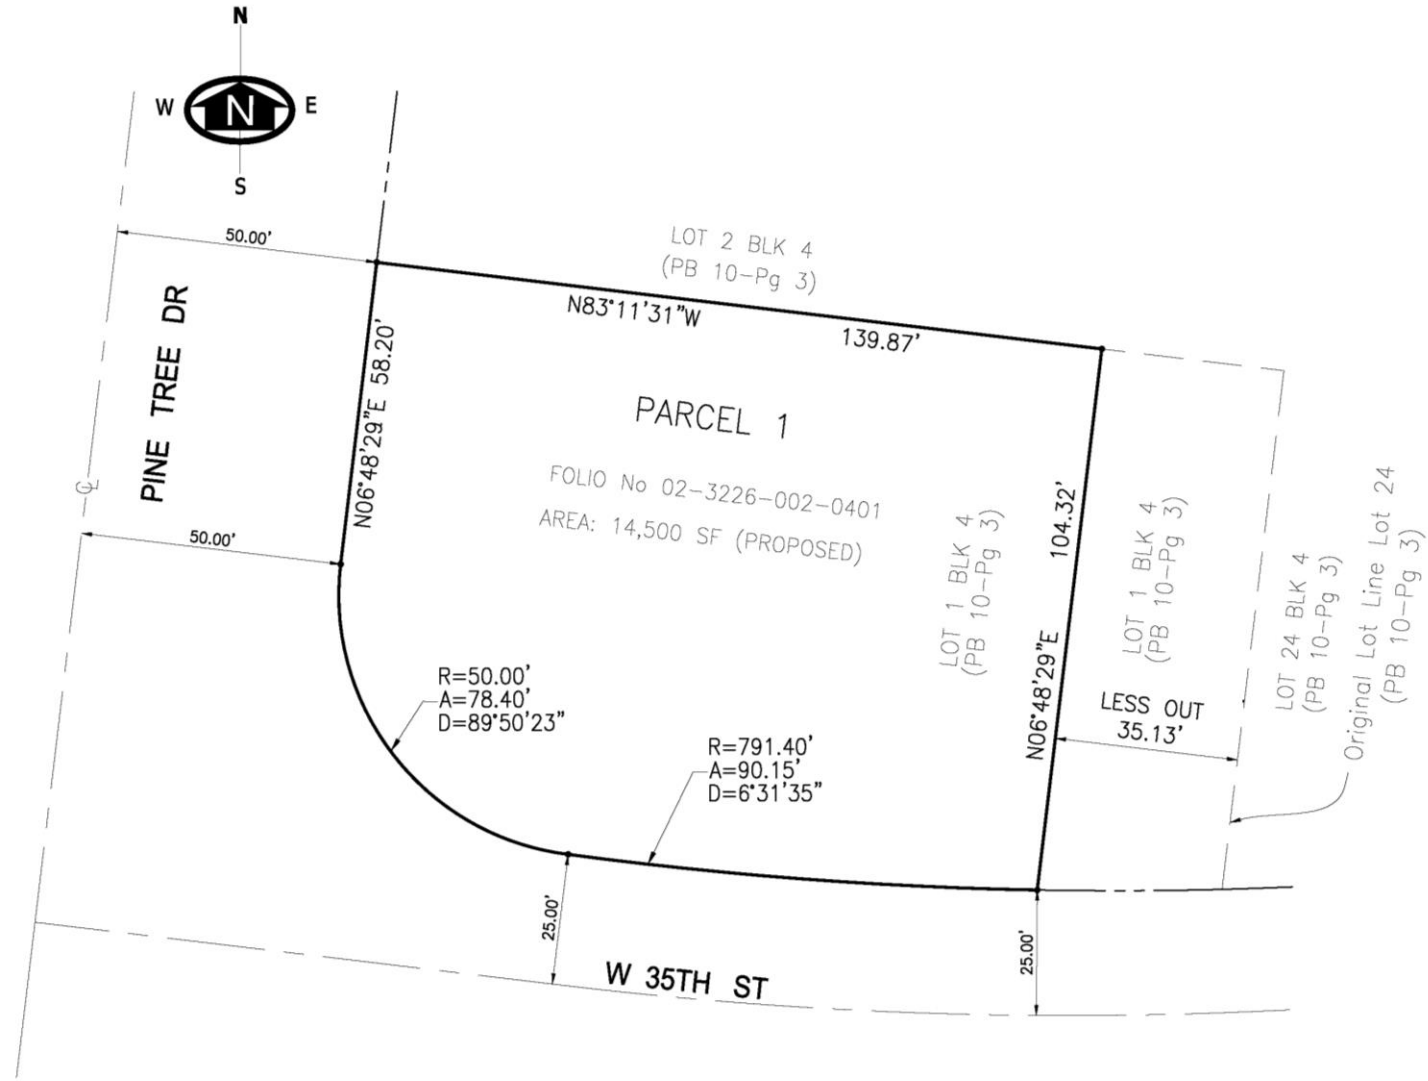 N
W
N
E
S
50.00'
LOT 2 BLK 4
(PB 10-Pg 3)
N83°11'31"W
139.87'
PINE TREE DR
N06°48'29"E 58.20'
PARCEL 1
FOLIO No 02-3226-002-0401
AREA: 14,500 SF (PROPOSED)
℄
50.00'
LOT 1 BLK 4
(PB 10-Pg 3)
N06°48'29"E
104.32'
LOT 1 BLK 4
(PB 10-Pg 3)
LOT 24 BLK 4
(PB 10-Pg 3)
Original Lot Line Lot 24
(PB 10-Pg 3)
R=50.00'
A=78.40'
D=89°50'23"
R=791.40'
A=90.15'
D=6°31'35"
LESS OUT
35.13'
25.00'
25.00'
W 35TH ST